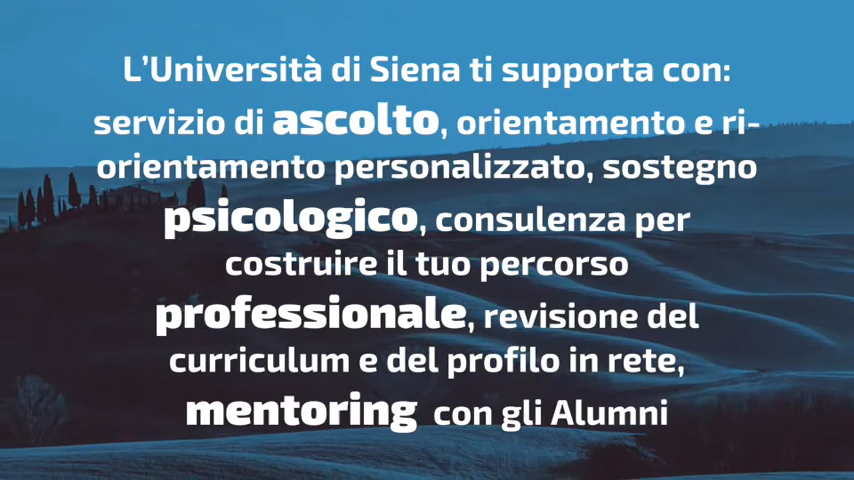 L’Università di Siena ti supporta con:
servizio di ascolto, orientamento e ri-
orientamento personalizzato, sostegno
psicologico, consulenza per
costruire il tuo percorso
professionale, revisione del
curriculum e del profilo in rete,
mentoring con gli Alumni